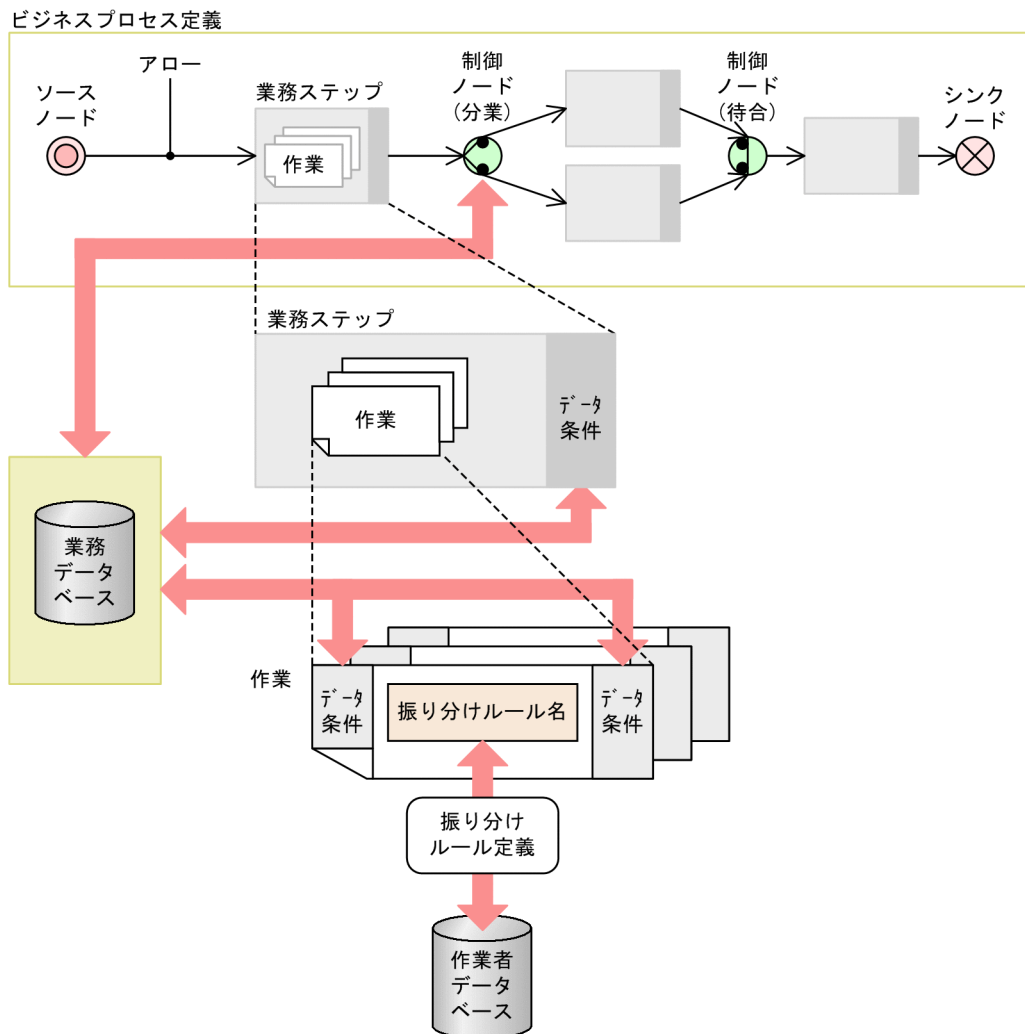 ビジネスプロセス定義
アロー
ソース
ノード
業務ステップ
作業
制御
ノード
(分業)
制御
ノード
(待合)
シンク
ノード
業務ステップ
作業
ﾃﾞｰﾀ
条件
業務
データ
ベース
作業
ﾃﾞｰﾀ
条件
振り分けルール名
ﾃﾞｰﾀ
条件
振り分け
ルール定義
作業者
データ
ベース